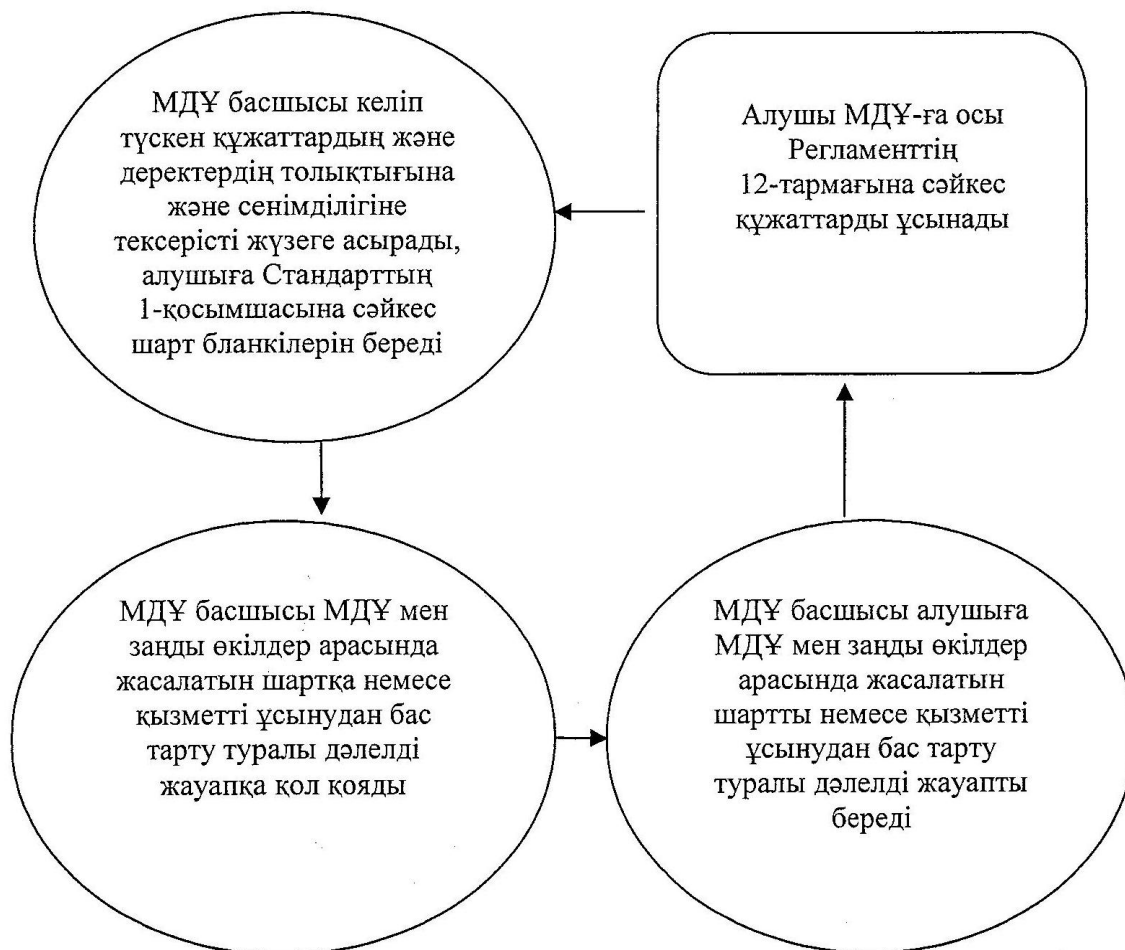 МДҰ басшысы келіп
түскен құжаттардың және
деректердің толықтығына
және сенімділігіне
тексерісті жүзеге асырады,
алушыға Стандарттың
1-қосымшасына сәйкес
шарт бланкілерін береді
Алушы МДҰ-ға осы
Регламенттің
12-тармағына сәйкес
құжаттарды ұсынады
МДҰ басшысы МДҰ мен
заңды өкілдер арасында
жасалатын шартқа немесе
қызметті ұсынудан бас
тарту туралы дәлелді
жауапқа қол қояды
МДҰ басшысы алушыға
МДҰ мен заңды өкілдер
арасында жасалатын
шартты немесе қызметті
ұсынудан бас тарту
туралы дәлелді жауапты
береді